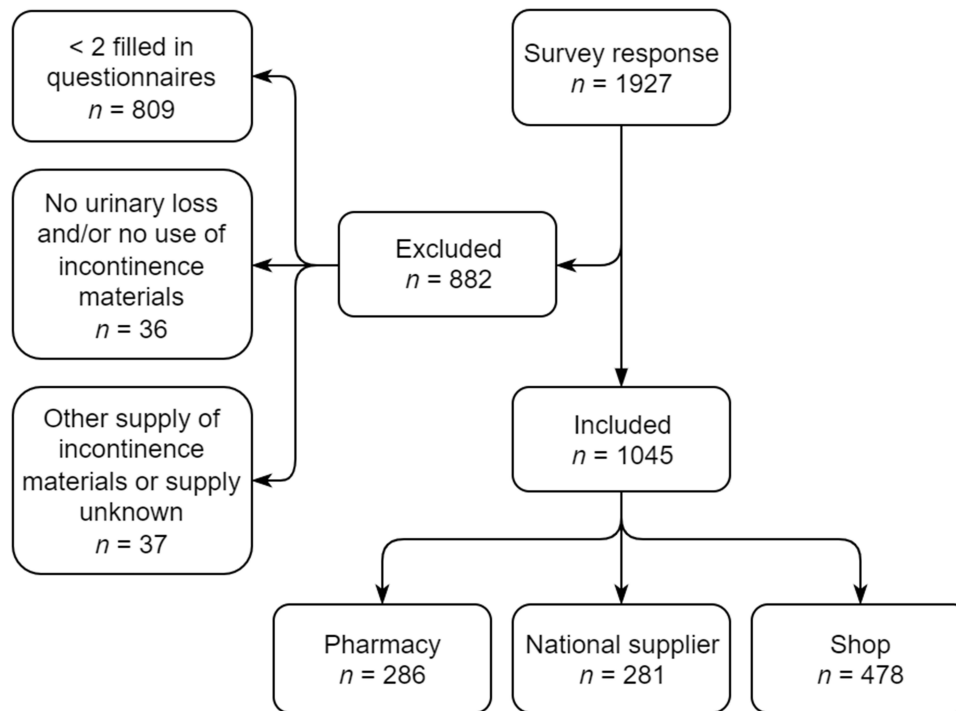 < 2 filled in
questionnaires
n = 809
Survey response
n = 1927
No urinary loss
and/or no use of
incontinence
materials
n = 36
Excluded
n = 882
Other supply of
incontinence
materials or supply
unknown
n = 37
Included
n = 1045
Pharmacy
n = 286
National supplier
n = 281
Shop
n = 478